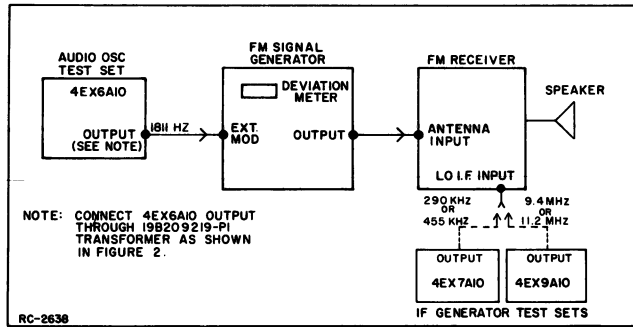 AUDIO OSC
TEST SET
4EX6A10
OUTPUT
(SEE NOTE)
1811 HZ
FM SIGNAL
GENERATOR
DEVIATION
METER
EXT.
MOD
OUTPUT
FM RECEIVER
ANTENNA
INPUT
SPEAKER
LO I.F. INPUT
290 KHZ
OR
455 KHZ
9.4 MHZ
OR
11.2 MHZ
OUTPUT
4EX7A10
OUTPUT
4EX9A10
IF GENERATOR TEST SETS
NOTE: CONNECT 4EX6A10 OUTPUT
THROUGH 19B209219-P1
TRANSFORMER AS SHOWN
IN FIGURE 2.
RC-2638